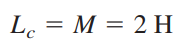 L_c = M = 2 H